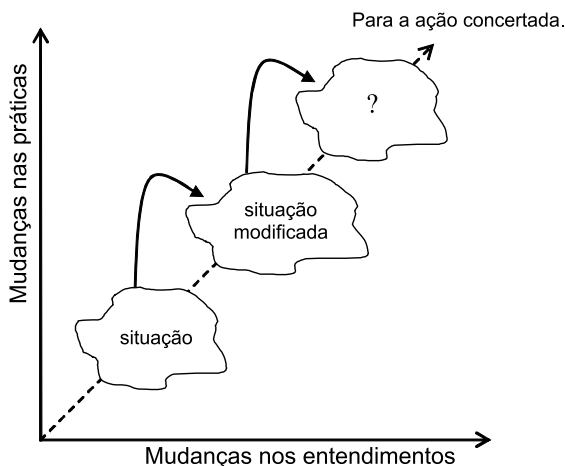 Para a ação concertada.
Mudanças nas práticas
?
situação
modificada
situação
Mudanças nos entendimentos